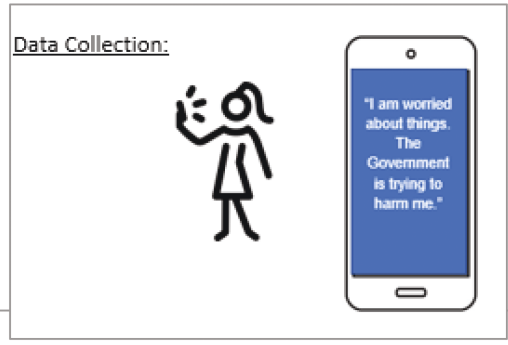 Data Collection:
"I am worried
about things.
The
Government
is trying to
harm me."